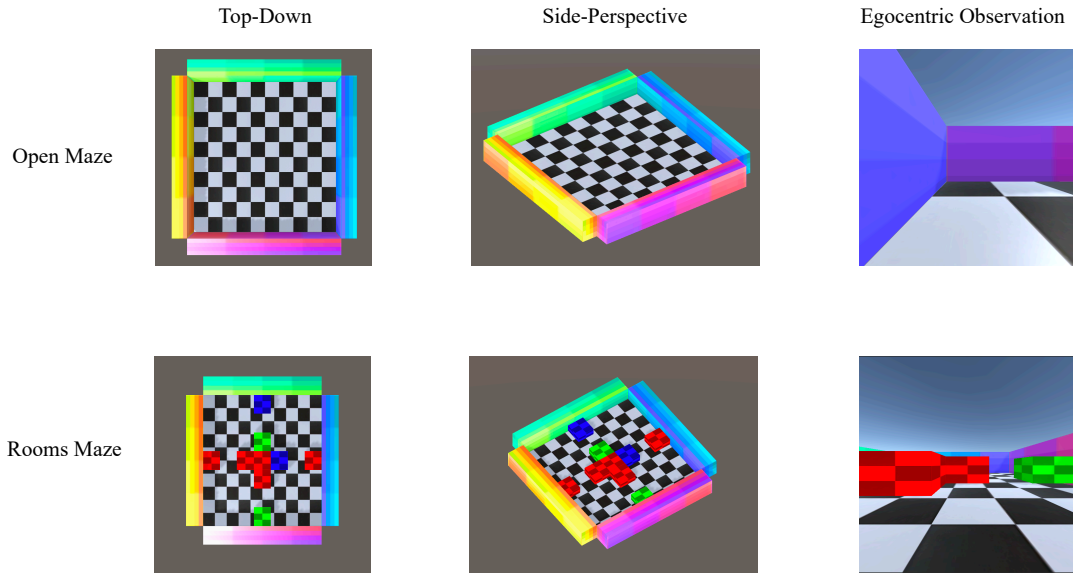 Top-Down
Side-Perspective
Egocentric Observation
Open Maze
Rooms Maze